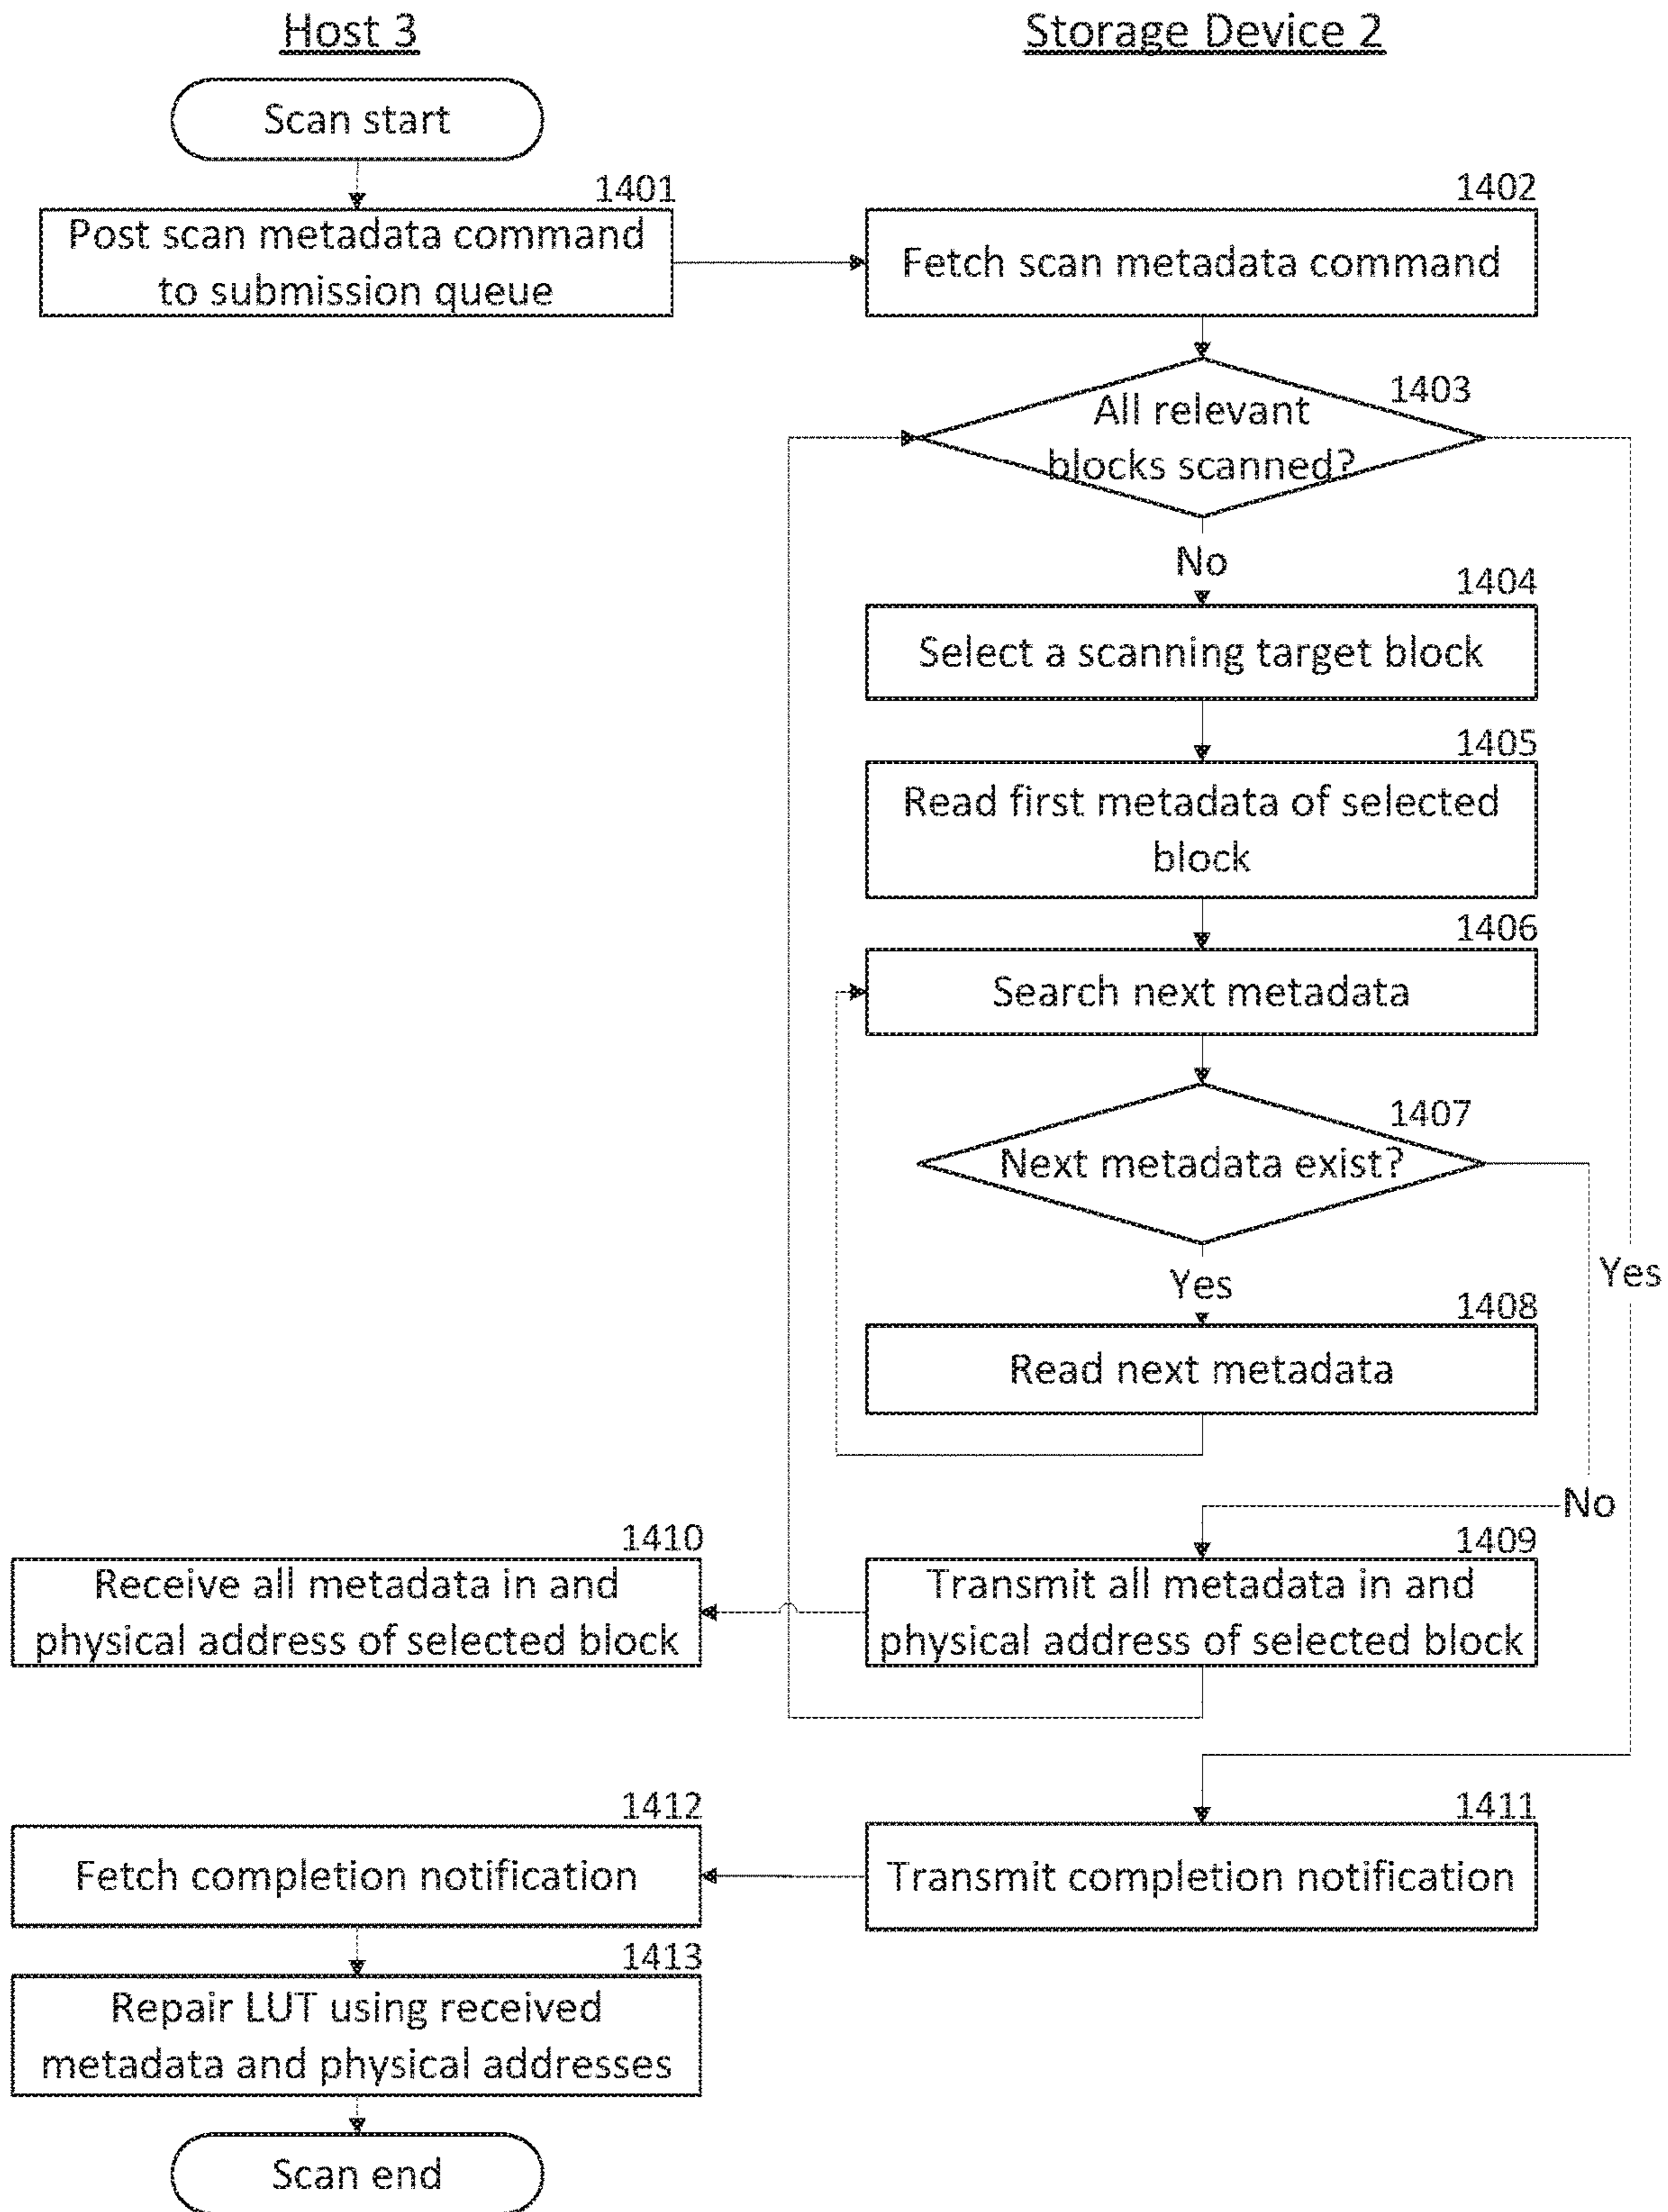 Host 3
Storage Device 2
Scan start
1401
Post scan metadata command
to submission queue
1402
Fetch scan metadata command
1403
All relevant
blocks scanned?
No
1404
Select a scanning target block
1405
Read first metadata of selected
block
1406
Search next metadata
1407
Next metadata exist?
Yes
Yes
1408
Read next metadata
No
1410
Receive all metadata in and
physical address of selected block
1409
Transmit all metadata in and
physical address of selected block
1412
Fetch completion notification
1411
Transmit completion notification
1413
Repair LUT using received
metadata and physical addresses
Scan end